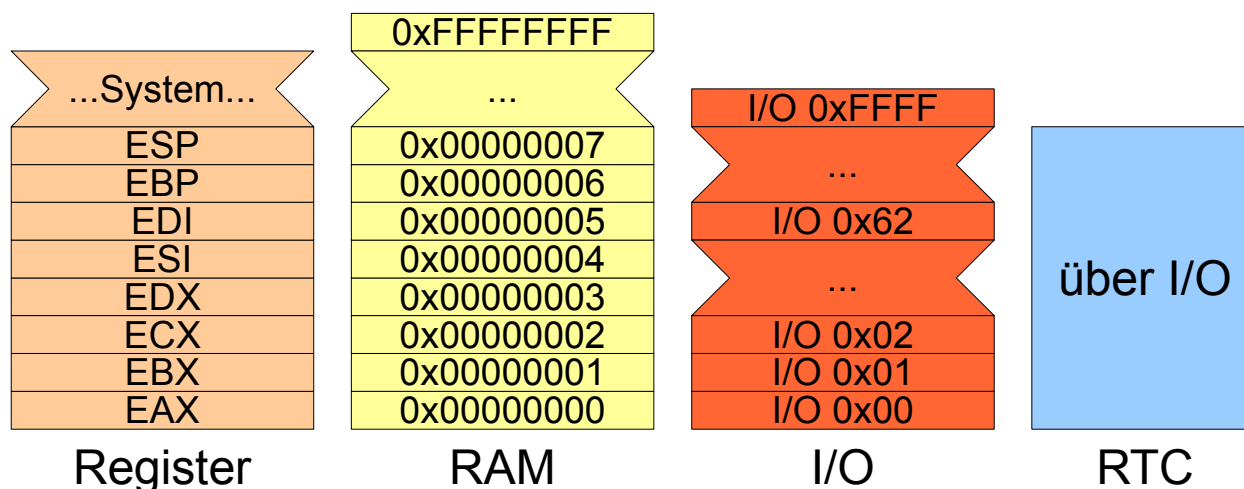 ...System...
ESP
EBP
EDI
ESI
EDX
ECX
EBX
EAX
Register
0xFFFFFFFF
...
0x00000007
0x00000006
0x00000005
0x00000004
0x00000003
0x00000002
0x00000001
0x00000000
RAM
I/O 0xFFFF
...
I/O 0x62
...
I/O 0x02
I/O 0x01
I/O 0x00
I/O
über I/O
RTC